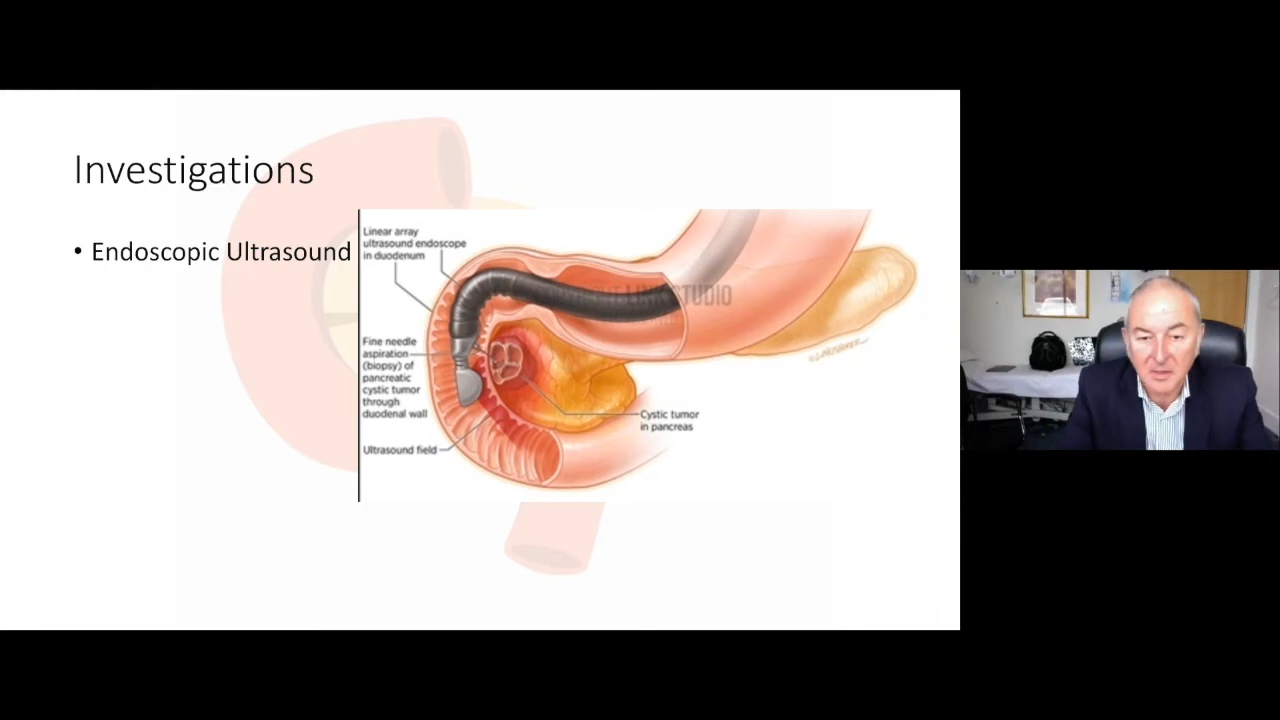 Investigations
• Endoscopic Ultrasound
Linear array
ultrasound endoscope
in duodenum
Fine needle
aspiration
(biopsy) of
pancreatic
cystic tumor
through
duodenal wall
Ultrasound field
Cystic tumor
in pancreas
STUDIO